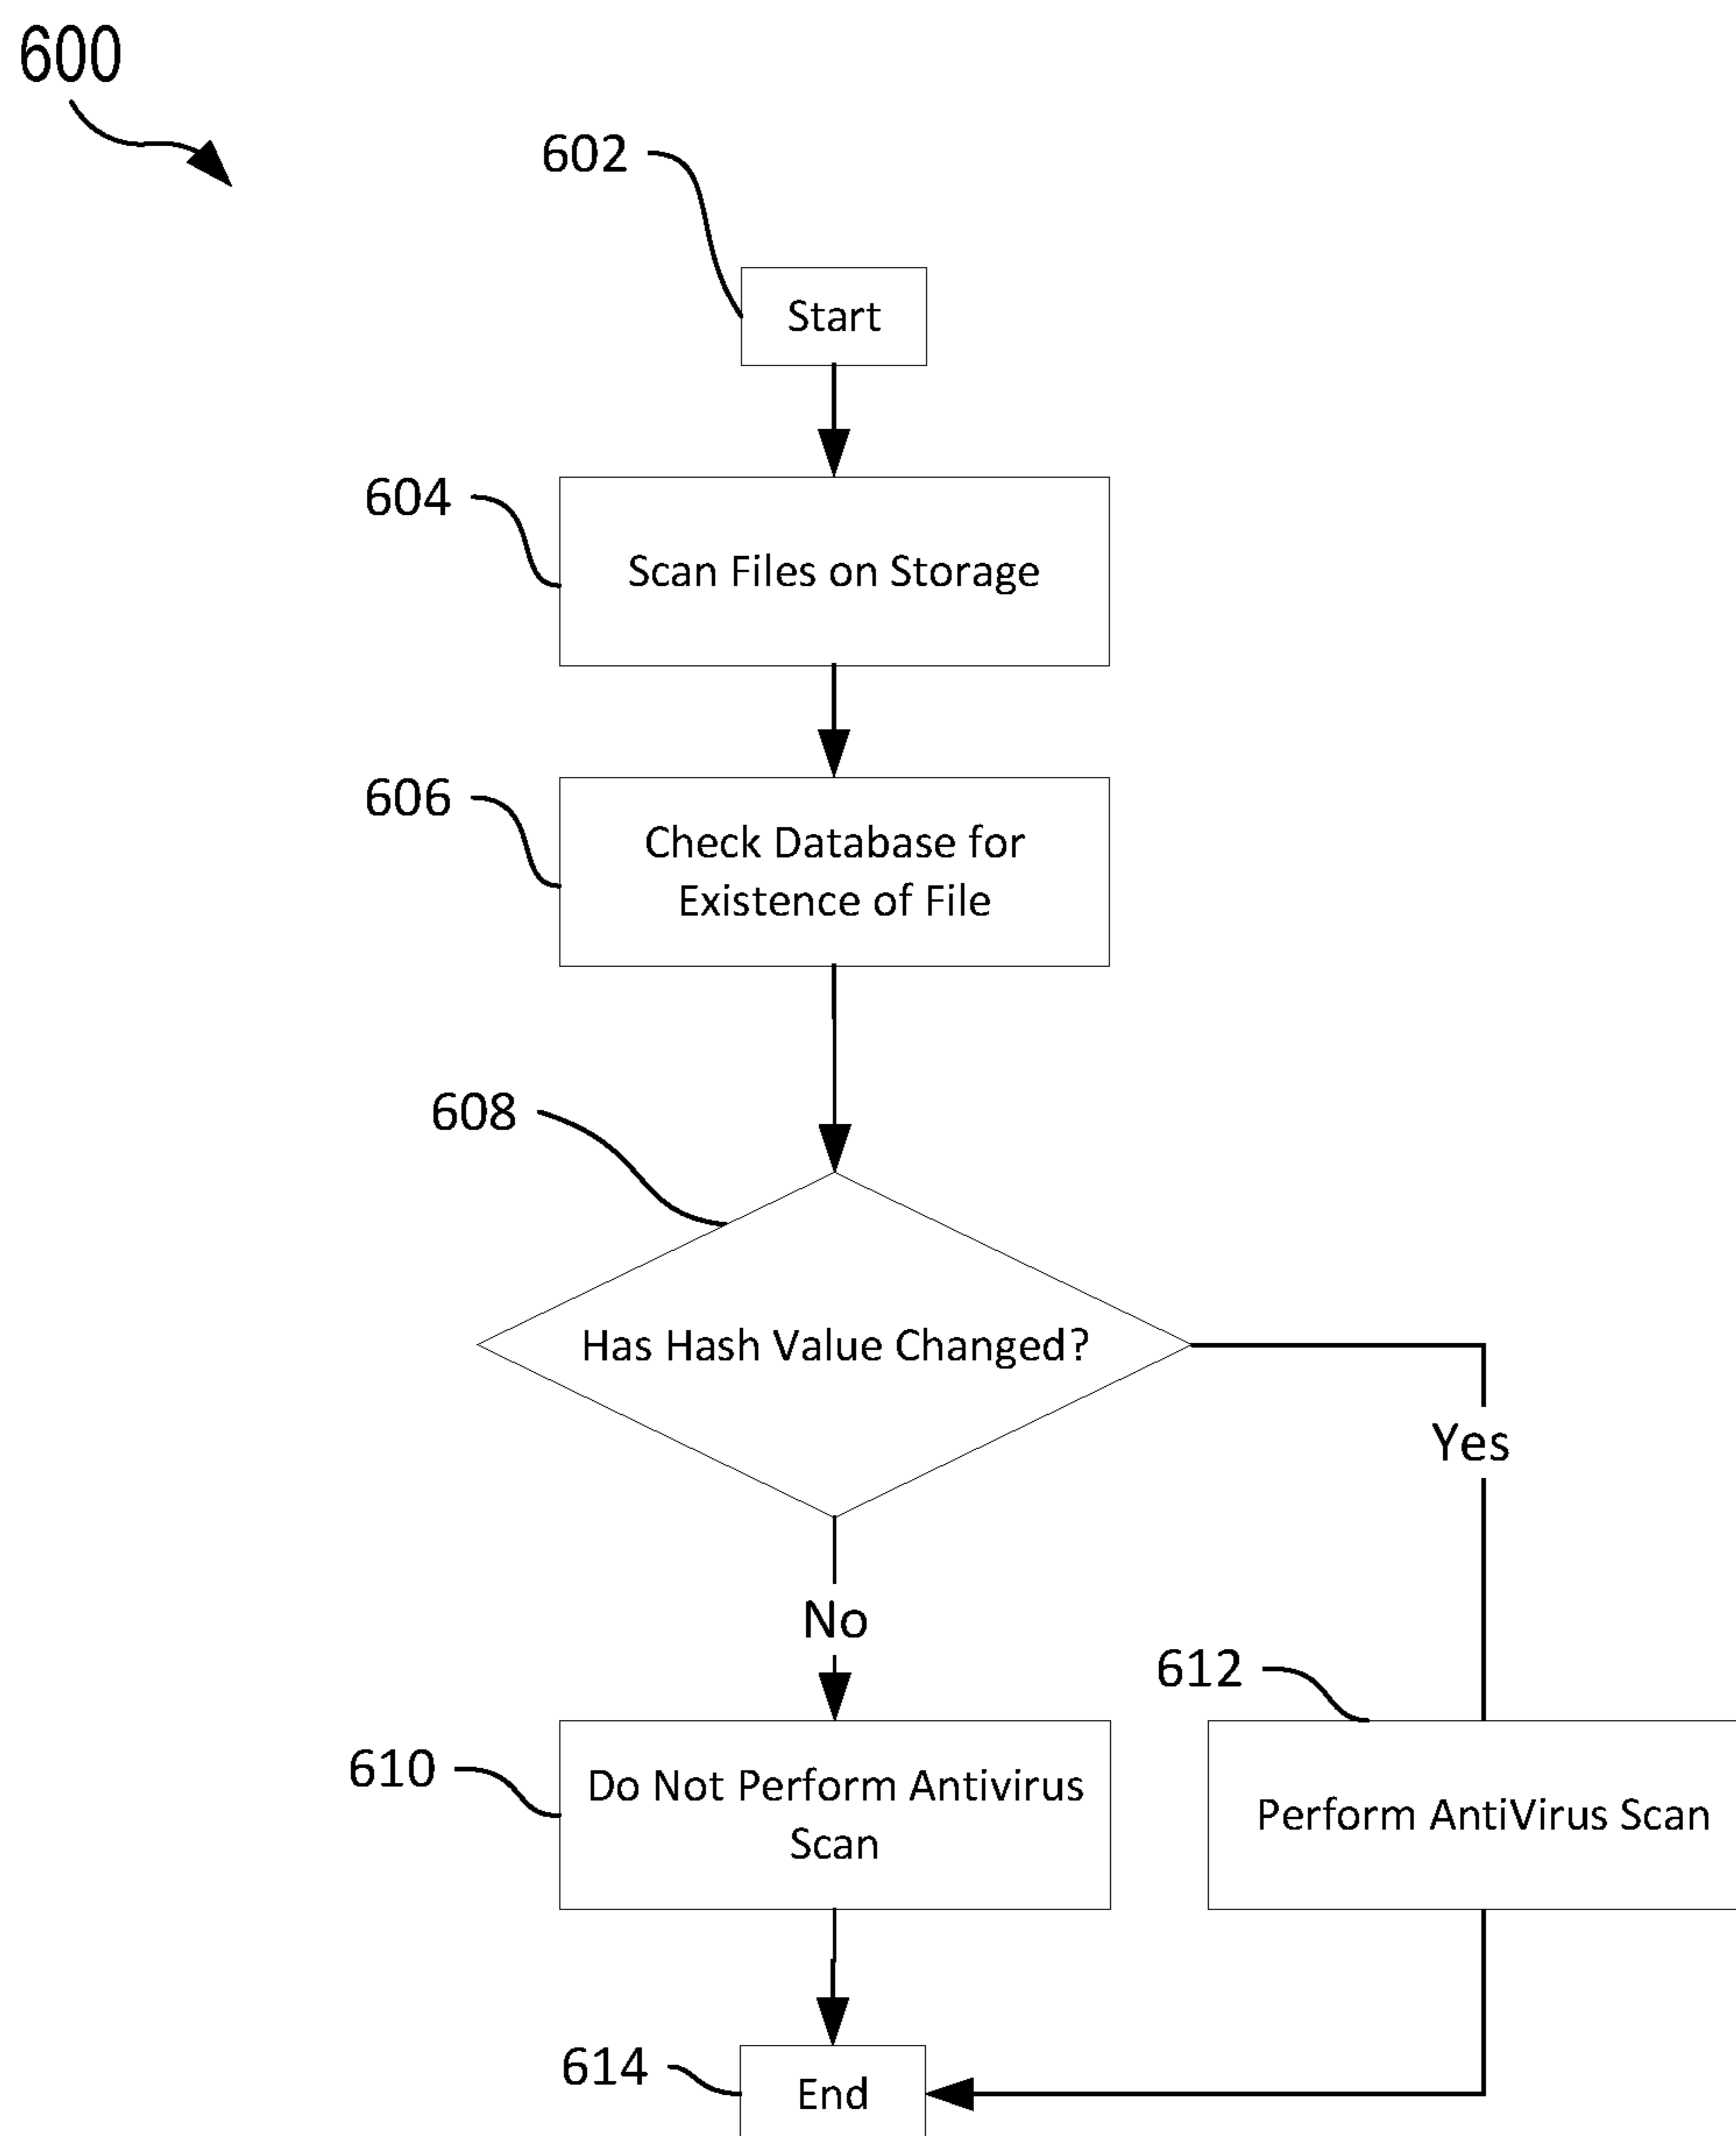 600
602
Start
604
Scan Files on Storage
606
Check Database for
Existence of File
608
Has Hash Value Changed?
Yes
No
612
610
Do Not Perform Antivirus
Scan
Perform AntiVirus Scan
614
End